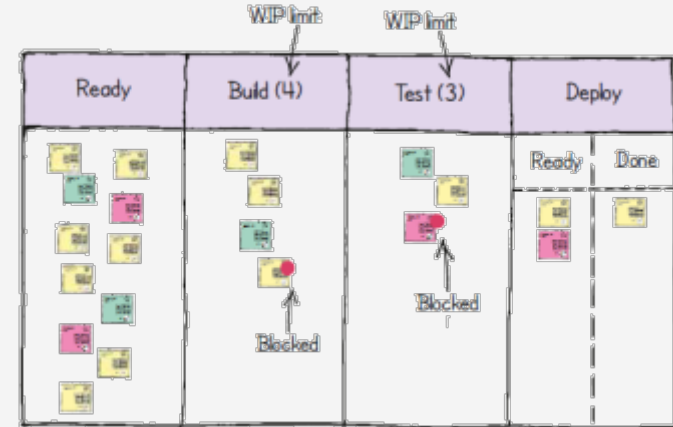 WIP limit
WIP limit
Ready
Build (4)
Test (3)
Deploy
Ready
Done
Blocked
Blocked